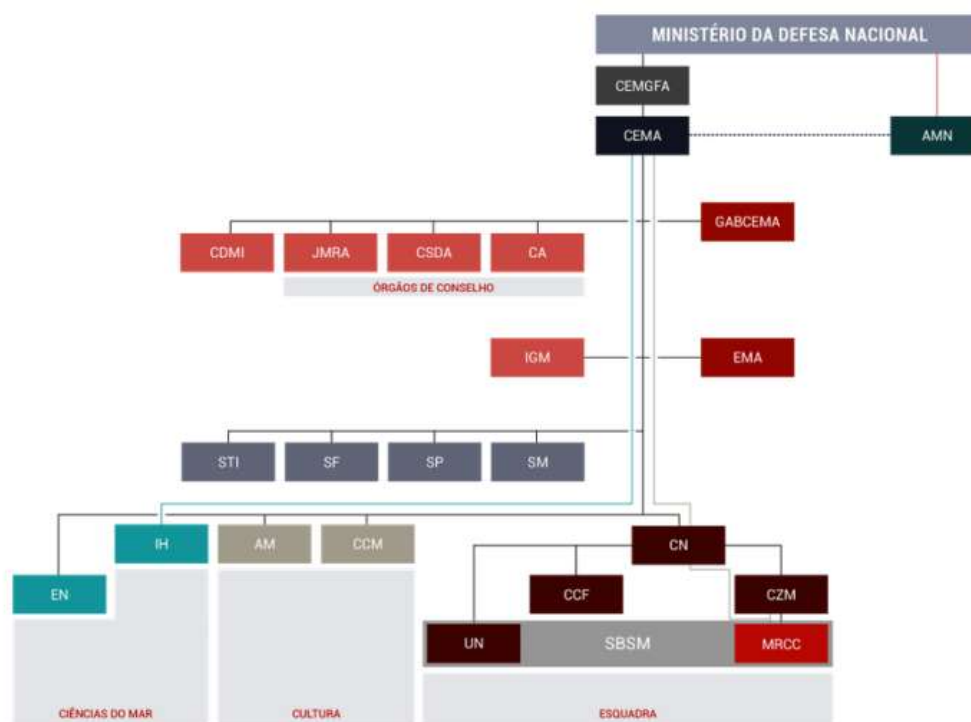 MINISTÉRIO DA DEFESA NACIONAL
CEMGFA
CEMA
AMN
GABCEMA
CDMI
JMRA
CSDA
CA
ÓRGÃOS DE CONSELHO
IGM
EMA
STI
SF
SP
SM
IH
AM
CCM
CN
EN
CCF
CZM
UN
SBSM
MRCC
CIÊNCIAS DO MAR
CULTURA
ESQUADRA